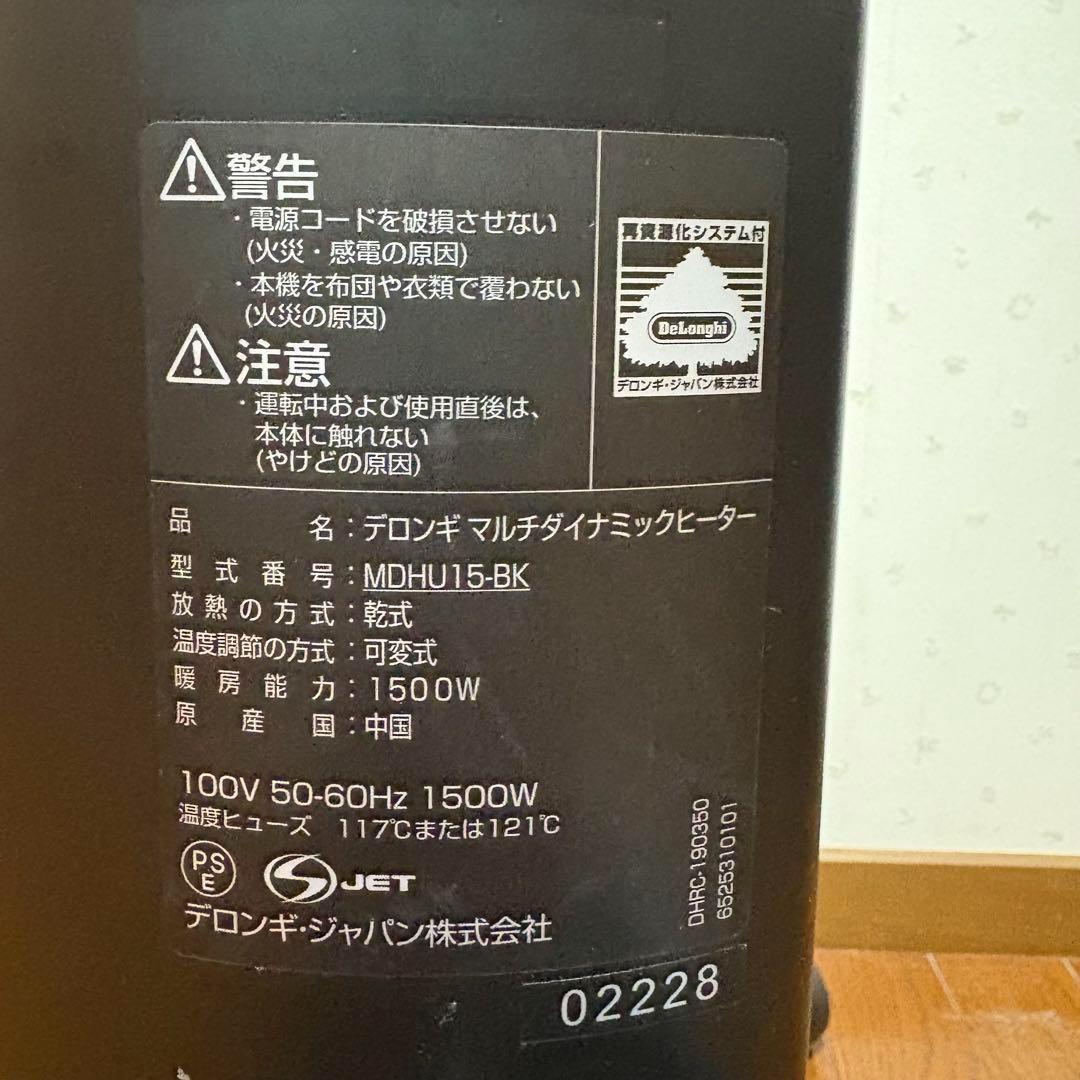 警告
・電源コードを破損させない
(火災・感電の原因)
・本機を布団や衣類で覆わない
(火災の原因)
注意
・運転中および使用直後は、
本体に触れない
(やけどの原因)
再資源化システム付
DeLonghi
デロンギ・ジャパン株式会社
品名：デロンギ マルチダイナミックヒーター
型式番号：MDHU15-BK
放熱の方式：乾式
温度調節の方式：可変式
暖房能力：1500W
原産国：中国
100V 50-60Hz 1500W
温度ヒューズ 117℃または121℃
PSE
S JET
デロンギ・ジャパン株式会社
DHRC-190350
6525310101
02228